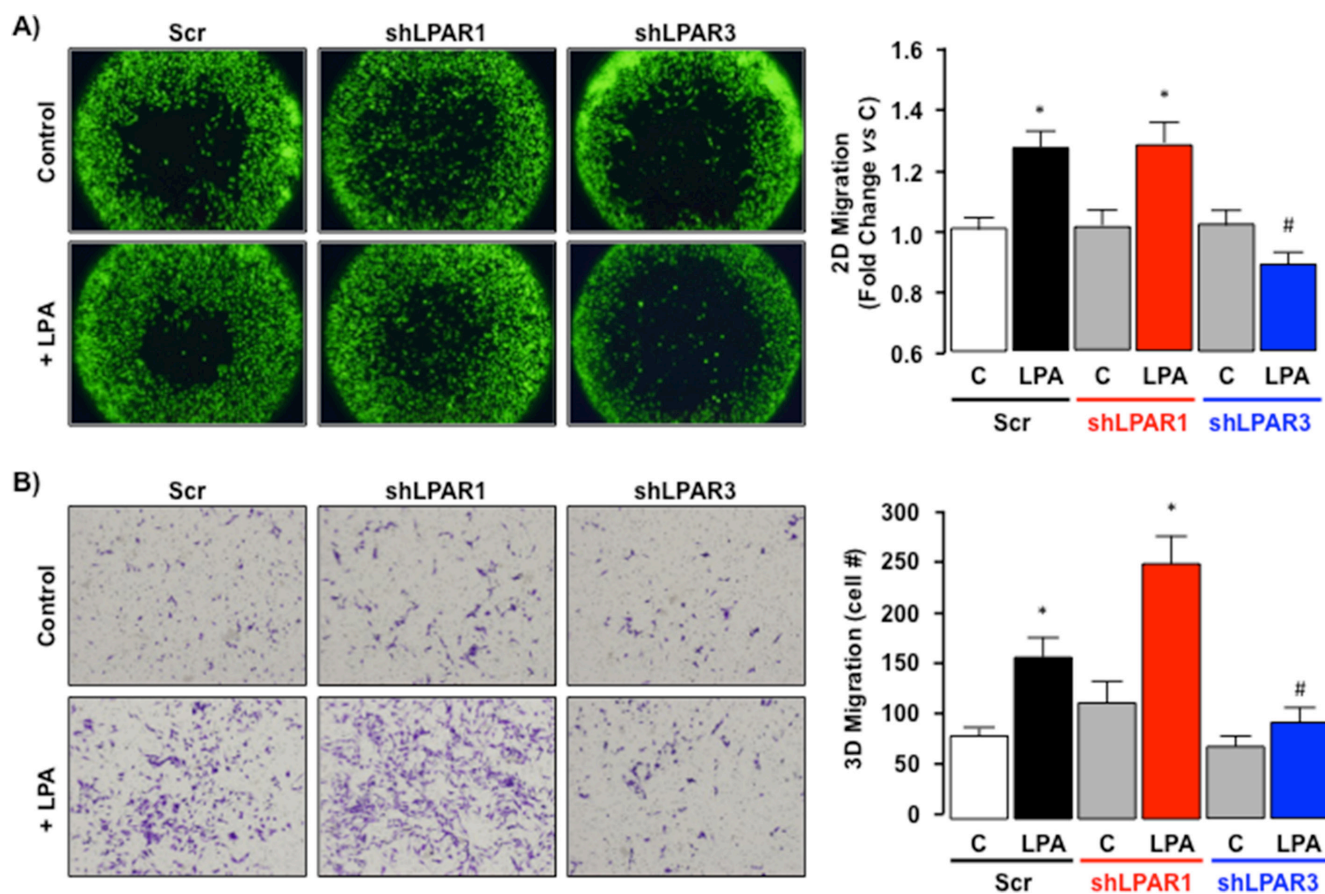 A)
Scr
shLPAR1
shLPAR3
Control
+ LPA
2D Migration
(Fold Change vs C)
1.6
1.4
1.2
1.0
0.8
0.6
*
*
#
C LPA C LPA C LPA
Scr shLPAR1 shLPAR3
B)
Scr
shLPAR1
shLPAR3
Control
+ LPA
3D Migration (cell #)
300
250
200
150
100
50
0
*
*
#
C LPA C LPA C LPA
Scr shLPAR1 shLPAR3